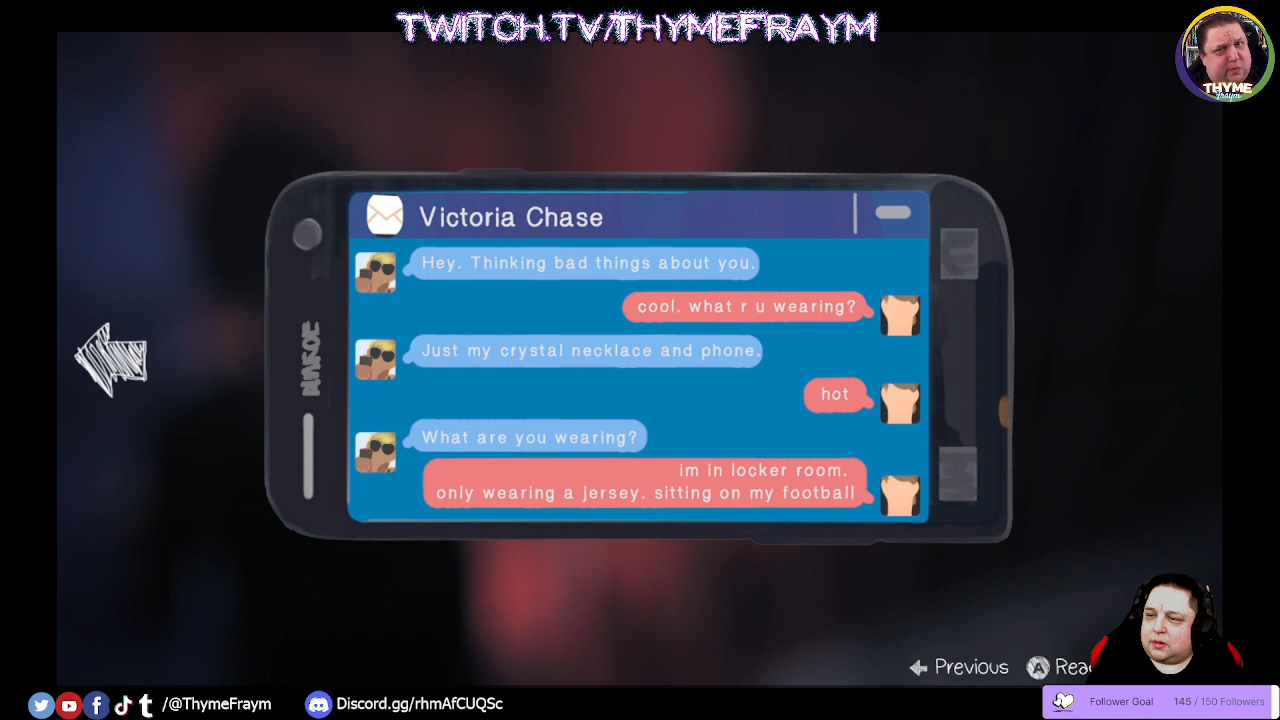 TWITCH.TV/THYMEFRAYM
THYME
fraym
Victoria Chase
Hey. Thinking bad things about you.
cool. what r u wearing?
Just my crystal necklace and phone.
hot
What are you wearing?
im in locker room.
only wearing a jersey. sitting on my football
Previous
A
/@ThymeFraym
Discord.gg/rhmAfCUQSc
Follower Goal
145 / 150 Followers